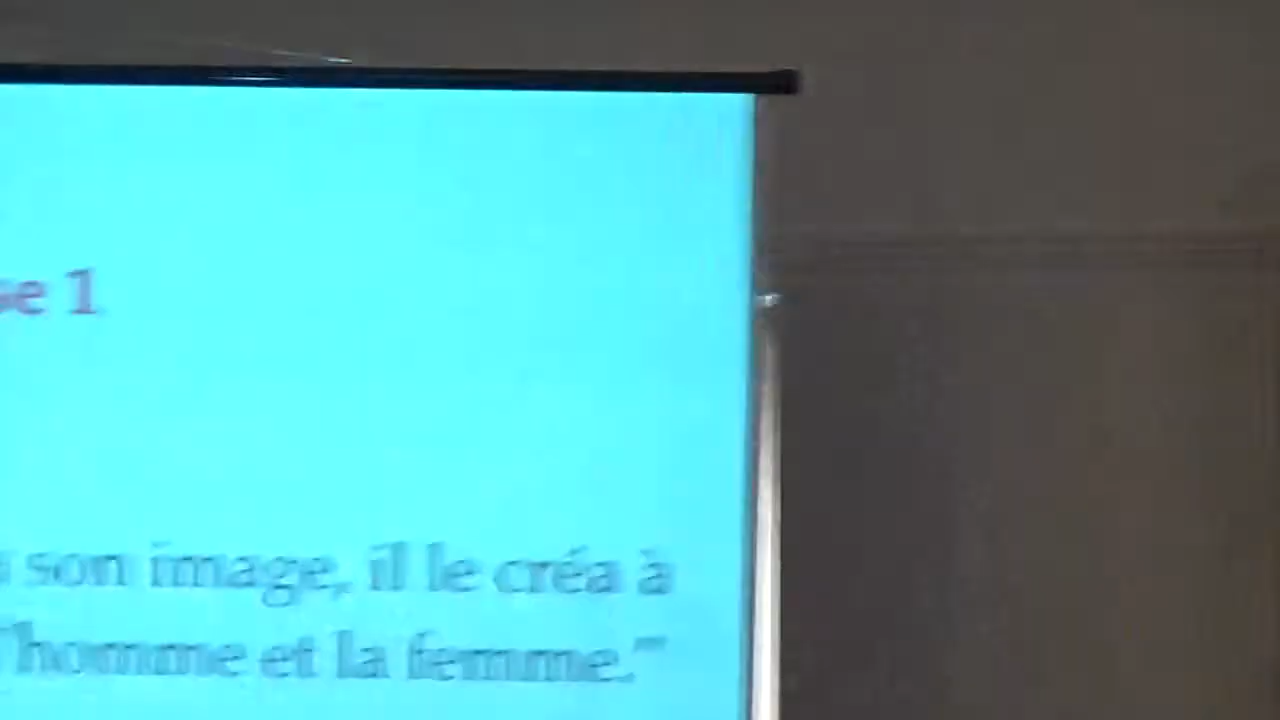 1
son image, il le créa à
l'homme et la femme.”